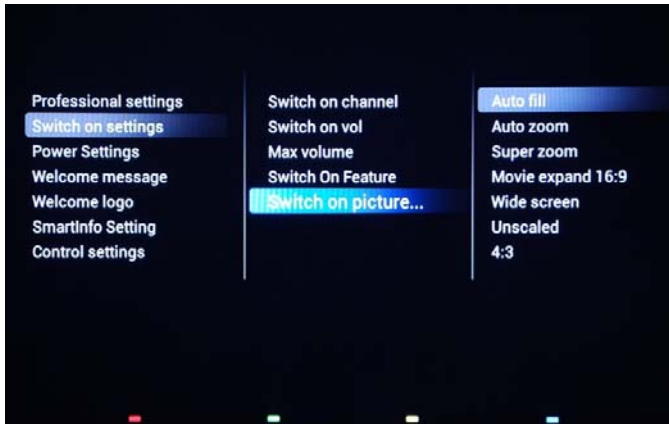 Professional settings
Switch on settings
Power Settings
Welcome message
Welcome logo
SmartInfo Setting
Control settings
Switch on channel
Switch on vol
Max volume
Switch On Feature
Switch on picture...
Auto fill
Auto zoom
Super zoom
Movie expand 16:9
Wide screen
Unscaled
4:3